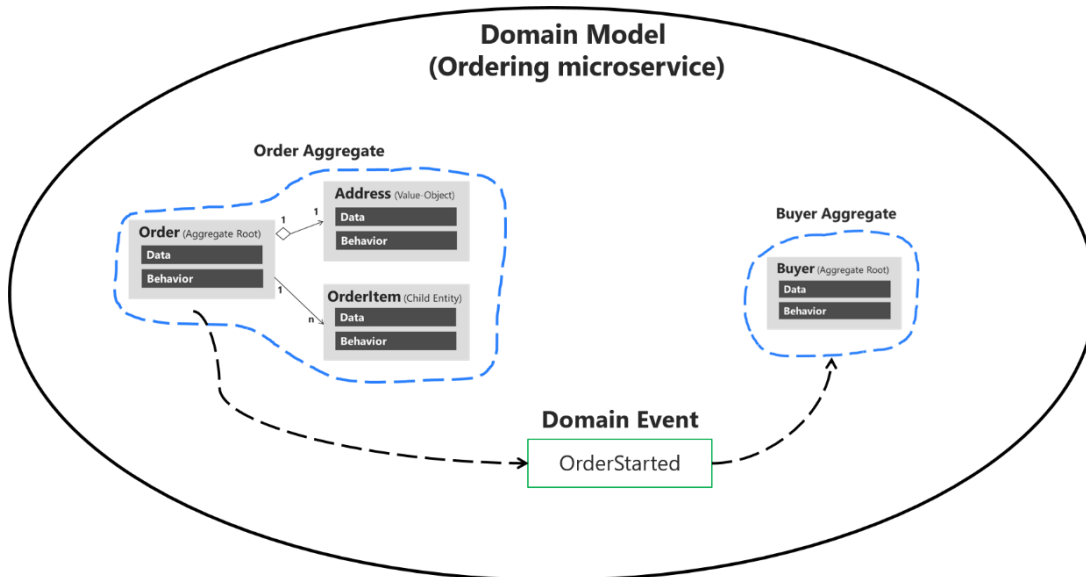 Domain Model
(Ordering microservice)
Order Aggregate
Address (Value-Object)
Data
Behavior
1
1
Order (Aggregate Root)
Data
Behavior
1
n
OrderItem (Child Entity)
Data
Behavior
Buyer Aggregate
Buyer (Aggregate Root)
Data
Behavior
Domain Event
OrderStarted